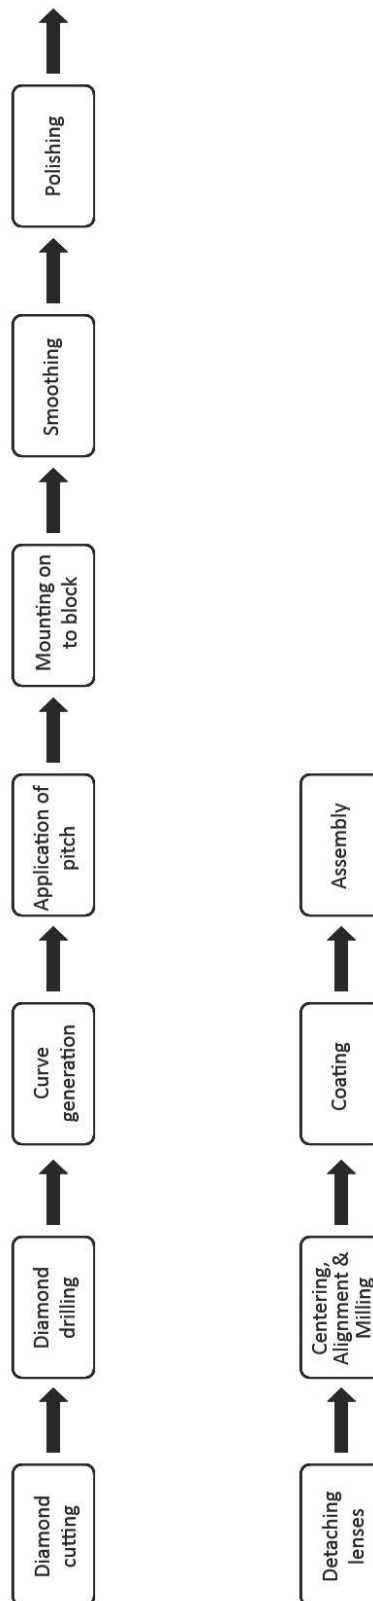 Diamond
cutting
Diamond
drilling
Curve
generation
Application of
pitch
Mounting on
to block
Smoothing
Polishing
Detaching
lenses
Centering,
Alignment &
Milling
Coating
Assembly